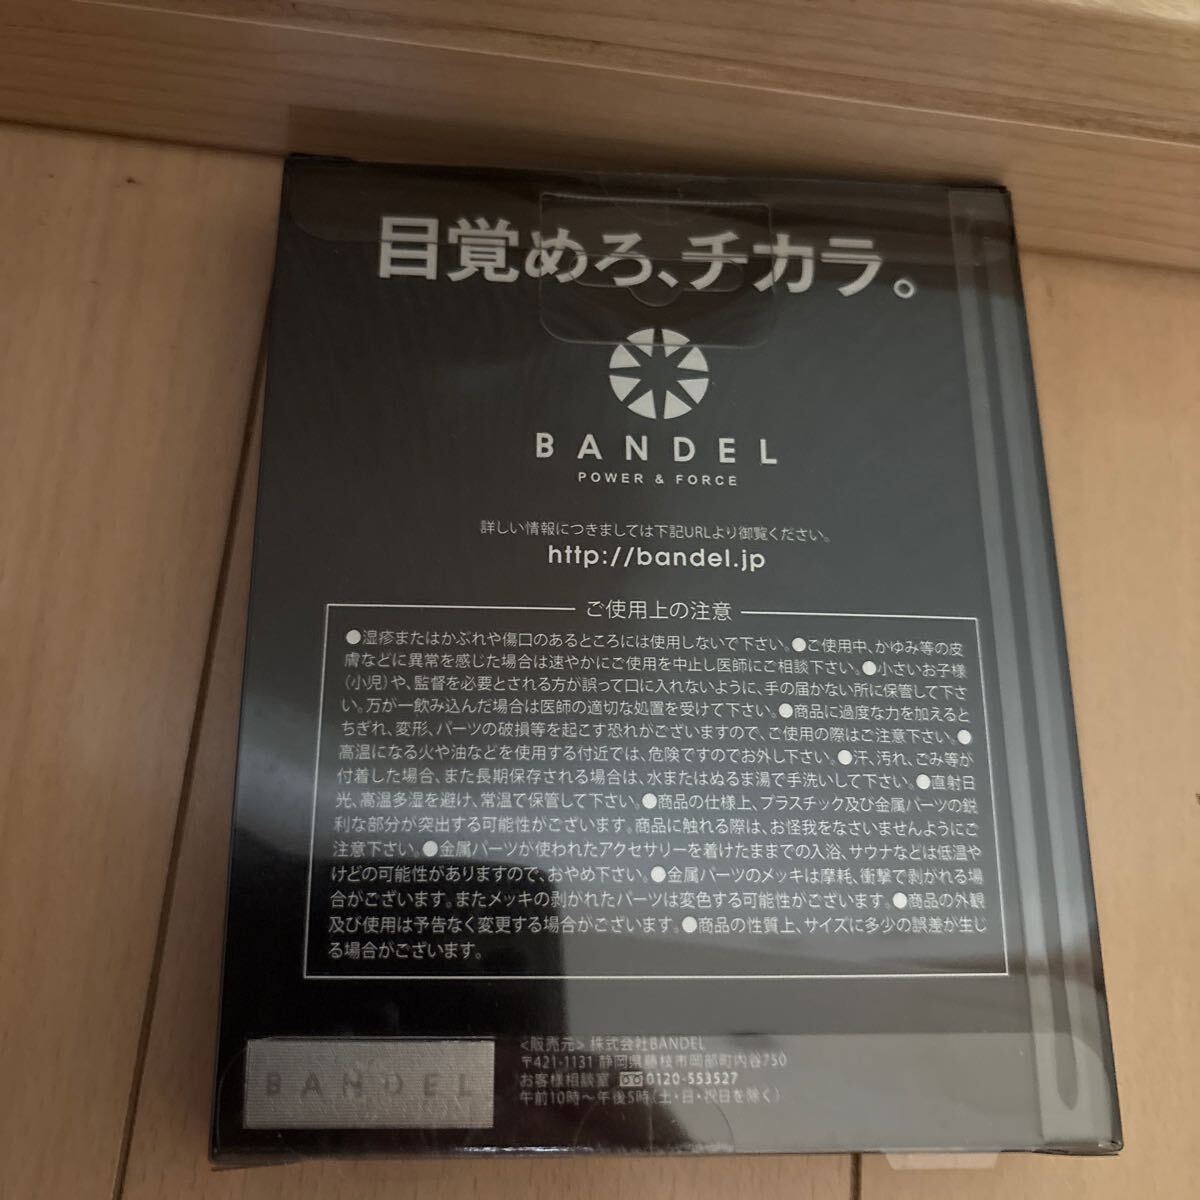 目覚めろ、チカラ。
BANDEL
POWER & FORCE
詳しい情報につきましては下記URLより御覧ください。
http://bandel.jp
ご使用上の注意
●湿疹またはかぶれや傷口のあるところには使用しないで下さい。●ご使用中、かゆみ等の皮
膚などに異常を感じた場合は速やかにご使用を中止し医師にご相談下さい。●小さいお子様
(小児)や、監督を必要とされる方が誤って口に入れないように、手の届かない所に保管して下さ
い。万が一飲み込んだ場合は医師の適切な処置を受けて下さい。●商品に過度な力を加えると
ちぎれ、変形、パーツの破損等を起こす恐れがございますので、ご使用の際はご注意下さい。●
高温になる火や油などを使用する付近では、危険ですのでお外し下さい。●汗、汚れ、ごみ等が
付着した場合、また長期保存される場合は、水またはぬるま湯で手洗いして下さい。●直射日
光、高温多湿を避け、常温で保管して下さい。●商品の仕様上、プラスチック及び金属パーツの鋭
利な部分が突出する可能性がございます。商品に触れる際は、お怪我をなさいませんようにご
注意下さい。●金属パーツが使われたアクセサリーを着けたままでの入浴、サウナなどは低温や
けどの可能性がありますので、おやめ下さい。●金属パーツのメッキは摩耗、衝撃で剥がれる場
合がございます。またメッキの剥がれたパーツは変色する可能性がございます。●商品の外観
及び使用は予告なく変更する場合がございます。●商品の性質上、サイズに多少の誤差が生じ
る場合がございます。
<販売元> 株式会社BANDEL
〒421-1131 静岡県藤枝市岡部町内谷750
お客様相談室 0120-553527
午前10時〜午後5時(土・日・祝日を除く)
BANDEL